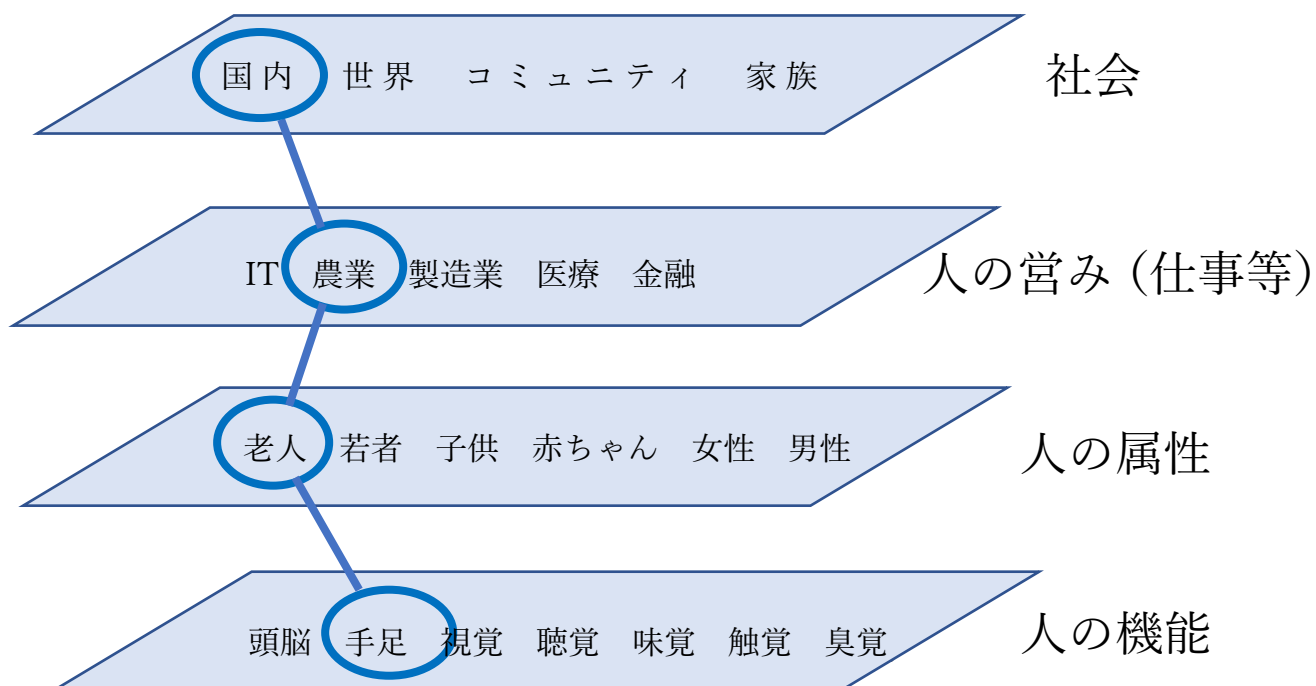 国内 世界 コミュニティ 家族 社会
IT 農業 製造業 医療 金融 人の営み (仕事等)
老人 若者 子供 赤ちゃん 女性 男性 人の属性
頭脳 手足 視覚 聴覚 味覚 触覚 臭覚 人の機能